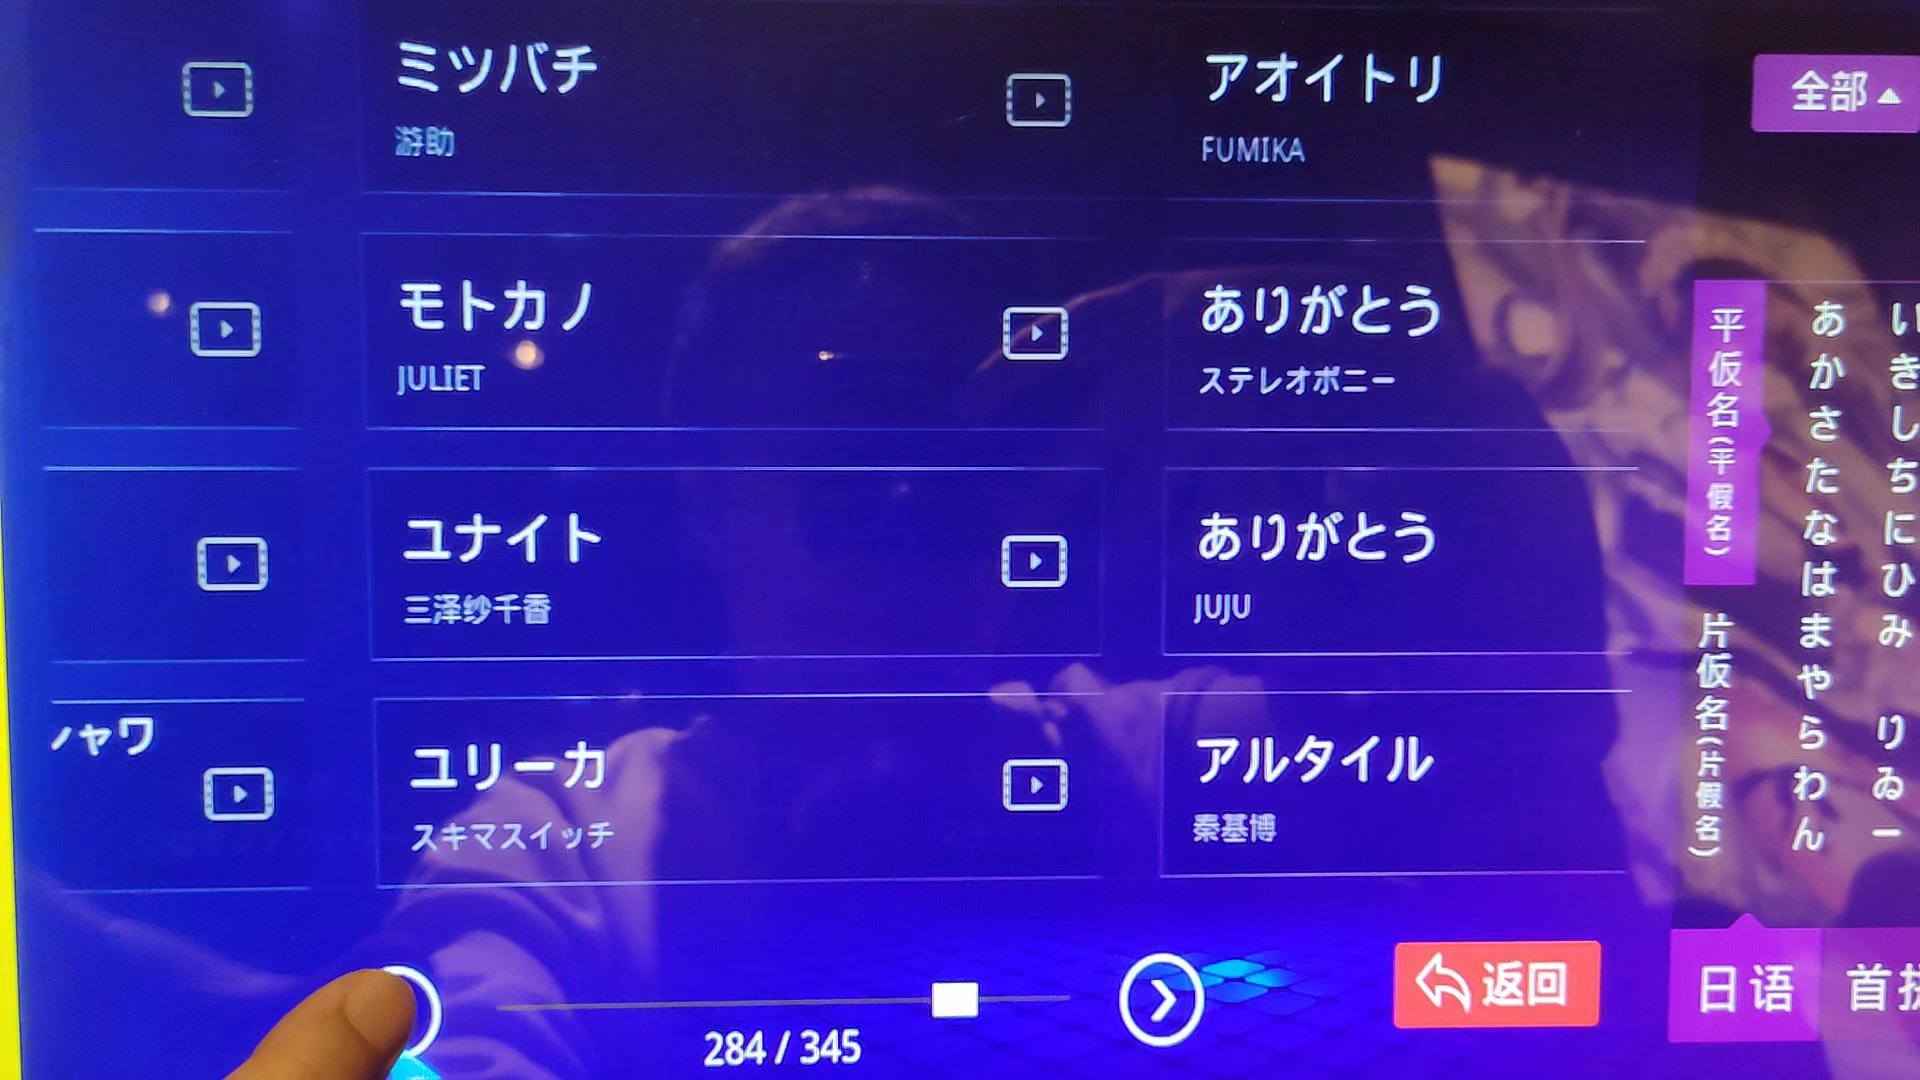 ミツバチ
游助
アオイトリ
FUMIKA
全部
モトカノ
JULIET
ありがとう
ステレオポニー
ユナイト
三泽纱千香
ありがとう
JUJU
ャワ
ユリーカ
スキマスイッチ
アルタイル
秦基博
平仮名(平假名)
片仮名(片假名)
あかさたなはまやらわん
いきしちにひみ りゐー
284 / 345
返回
日语
首